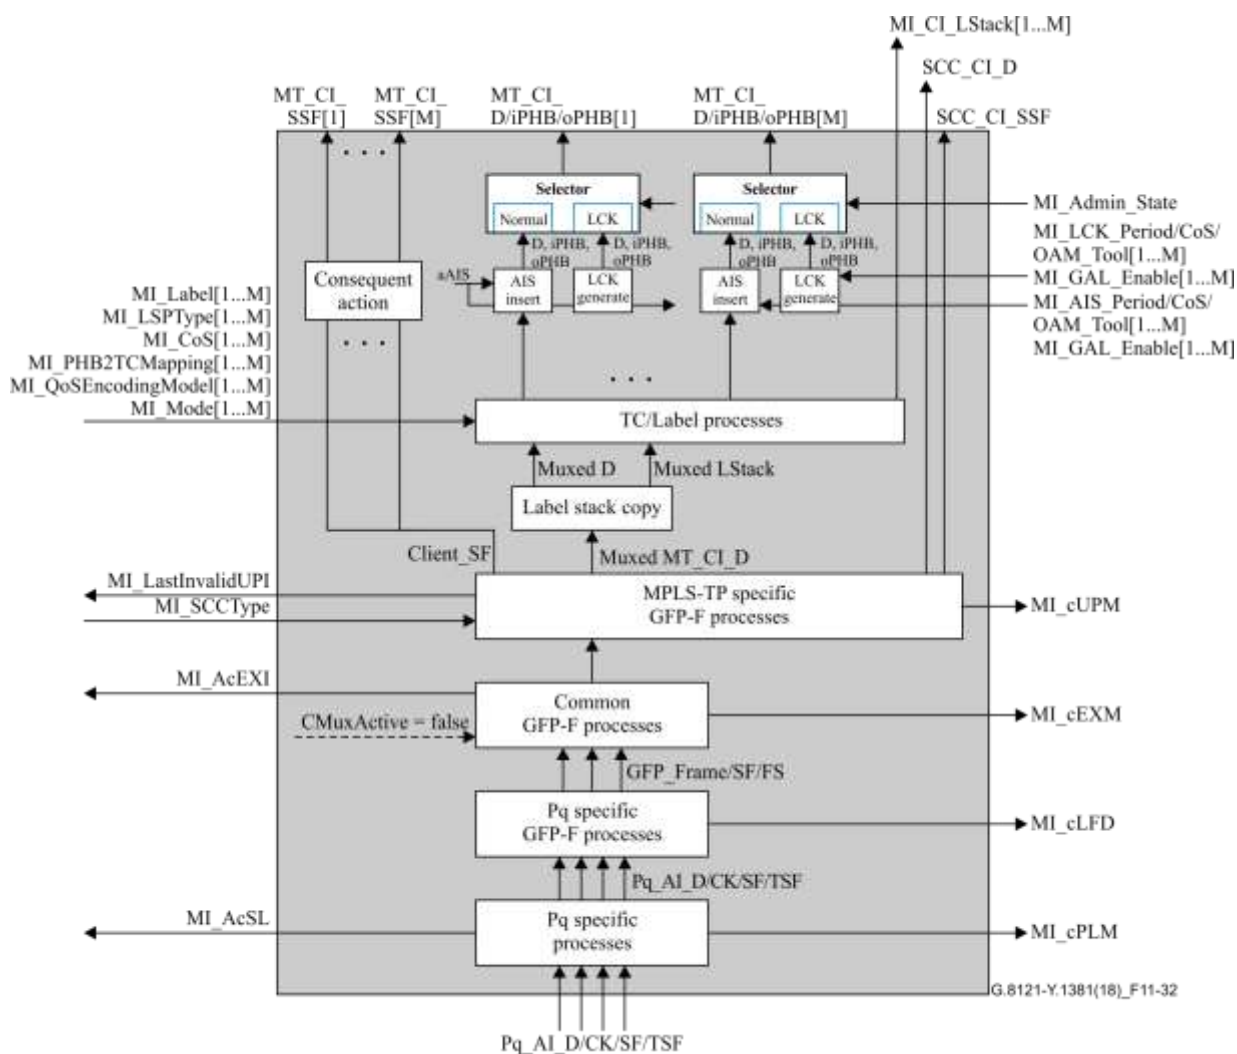 MI_CI_LStack[1...M]
SCC_CI_D
MT_CI_
SSF[1]
MT_CI_
SSF[M]
MT_CI_
D/iPHB/oPHB[1]
MT_CI_
D/iPHB/oPHB[M]
SCC_CI_SSF
. . .
Selector
Normal
LCK
Selector
Normal
LCK
MI_Admin_State
MI_LCK_Period/CoS/
OAM_Tool[1...M]
MI_GAL_Enable[1...M]
MI_AIS_Period/CoS/
OAM_Tool[1...M]
MI_GAL_Enable[1...M]
D, iPHB,
oPHB
D, iPHB,
oPHB
D, iPHB,
oPHB
D, iPHB,
oPHB
Consequent
action
aAIS
AIS
insert
LCK
generate
AIS
insert
LCK
generate
MI_Label[1...M]
MI_LSPType[1...M]
MI_CoS[1...M]
MI_PHB2TCMapping[1...M]
MI_QoSEncodingModel[1...M]
MI_Mode[1...M]
. . .
. . .
TC/Label processes
Muxed D
Muxed LStack
Label stack copy
Client_SF
Muxed MT_CI_D
MI_LastInvalidUPI
MI_SCCType
MPLS-TP specific
GFP-F processes
MI_cUPM
MI_AcEXI
CMuxActive = false
Common
GFP-F processes
MI_cEXM
GFP_Frame/SF/FS
Pq specific
GFP-F processes
MI_cLFD
Pq_AI_D/CK/SF/TSF
MI_AcSL
Pq specific
processes
MI_cPLM
G.8121-Y.1381(18)_F11-32
Pq_AI_D/CK/SF/TSF